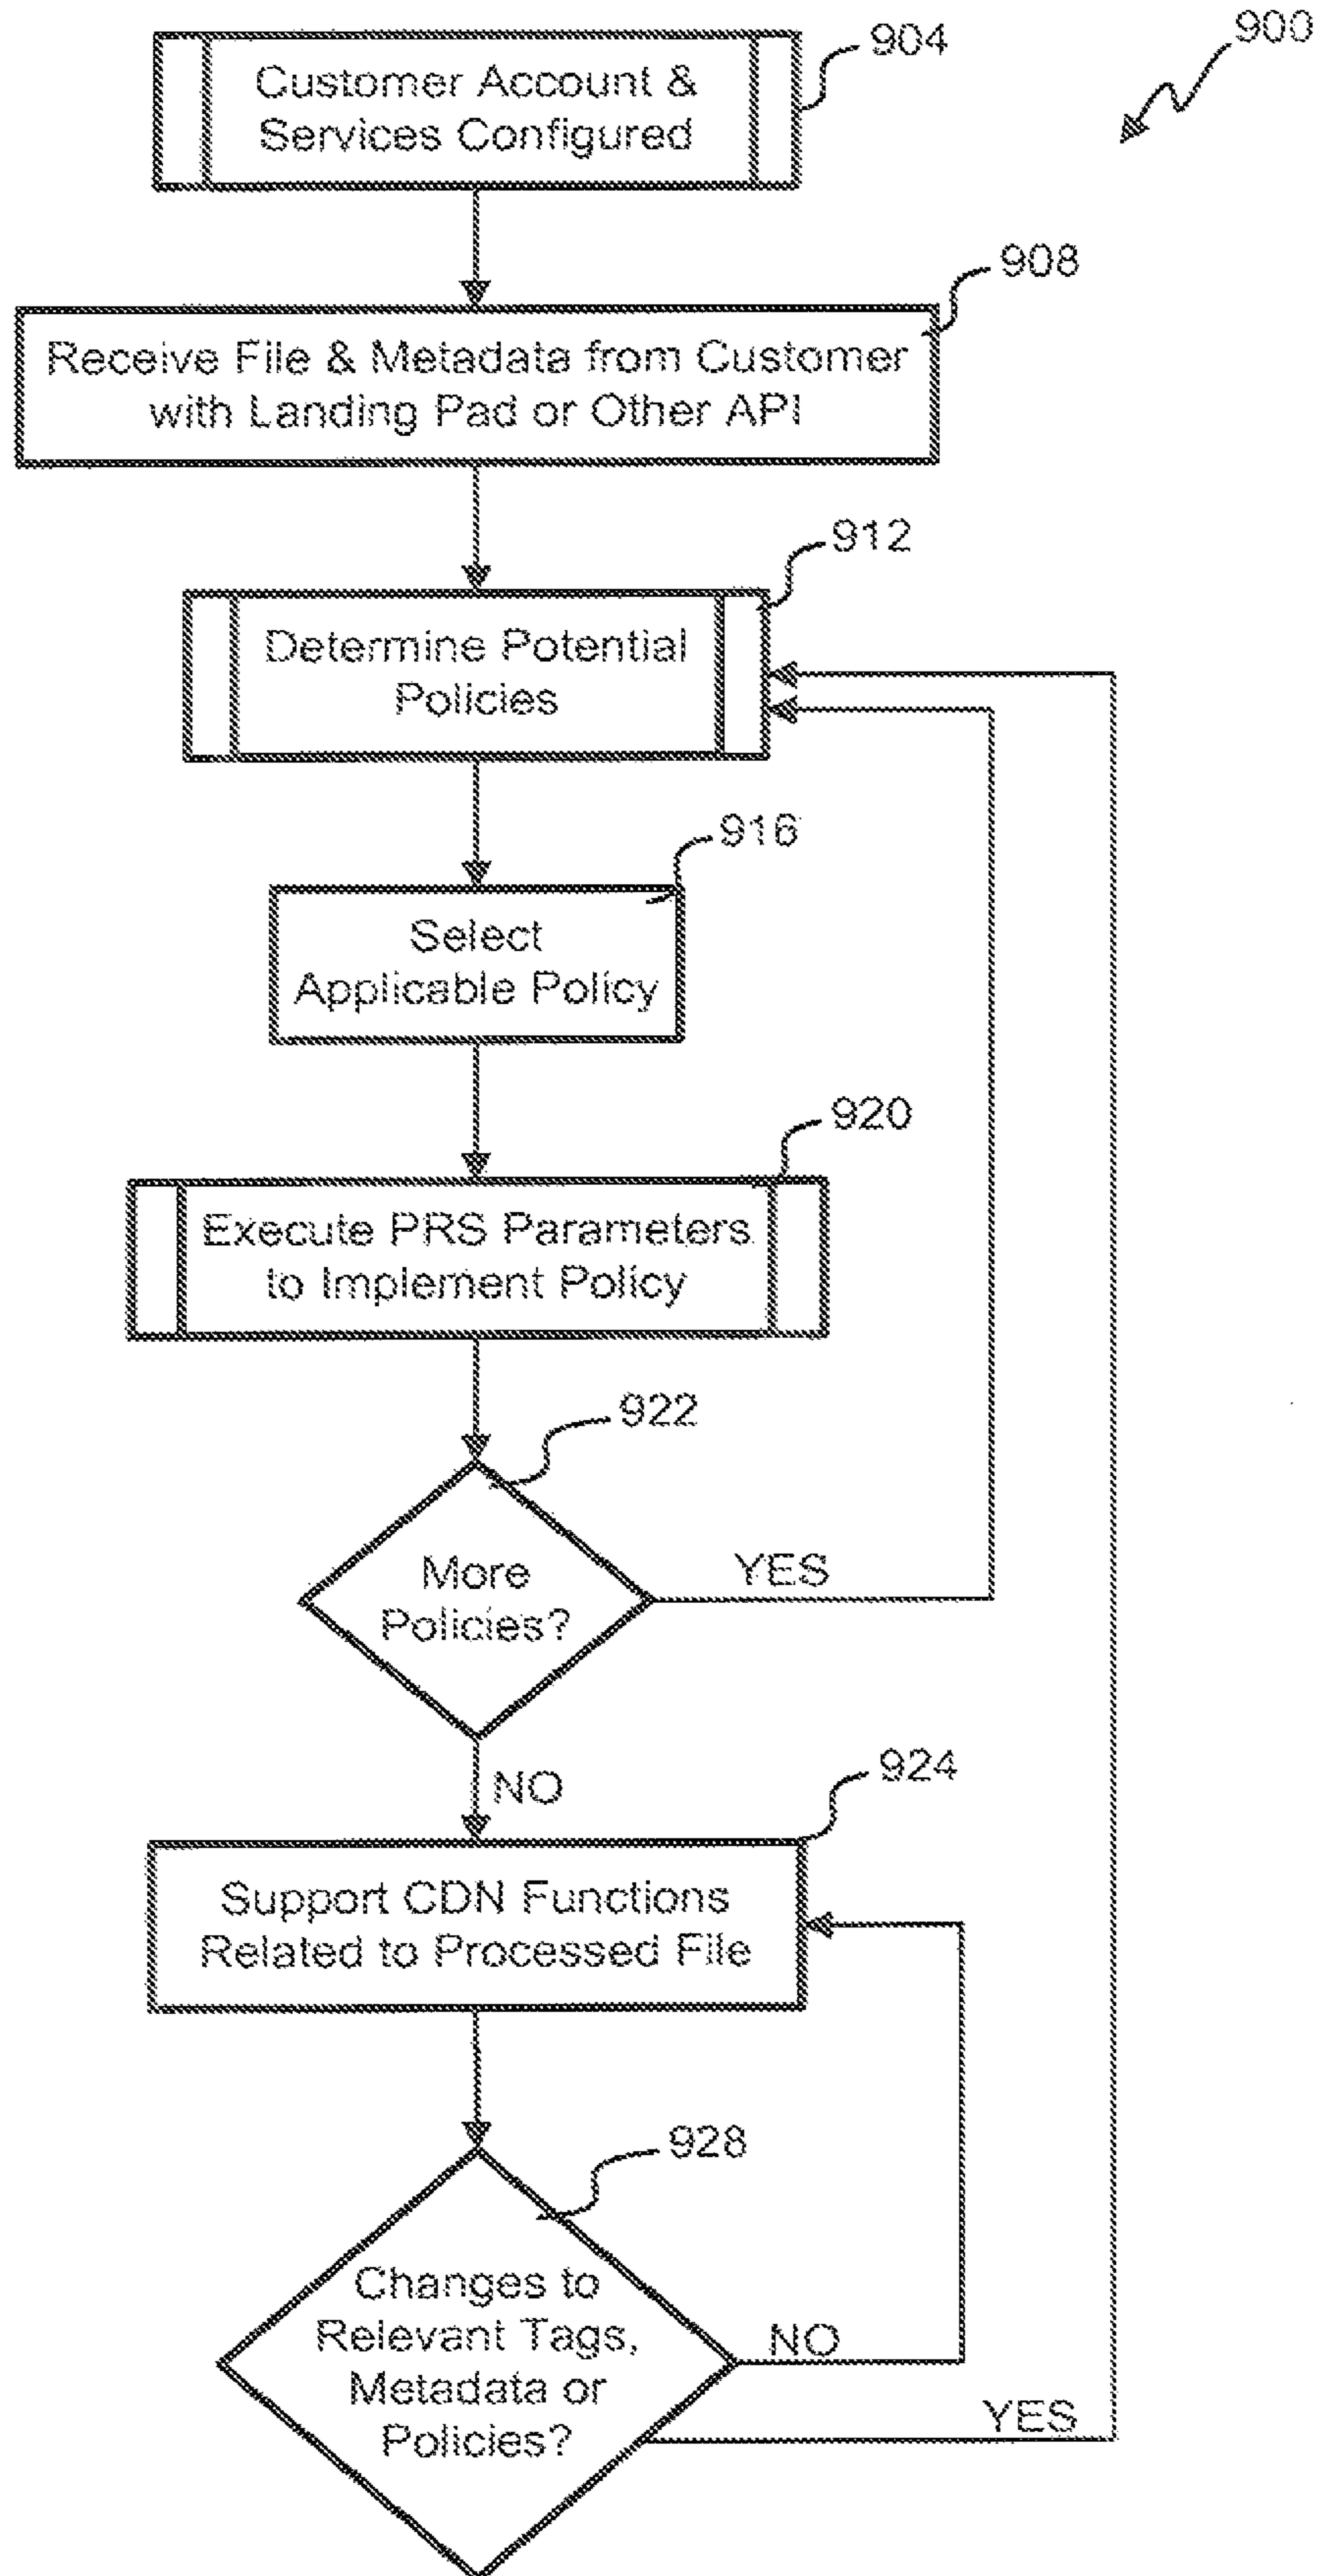 900
904
Customer Account &
Services Configured
908
Receive File & Metadata from Customer
with Landing Pad or Other API
912
Determine Potential
Policies
916
Select
Applicable Policy
920
Execute PRS Parameters
to Implement Policy
922
More
Policies?
YES
NO
924
Support CDN Functions
Related to Processed File
928
Changes to
Relevant Tags,
Metadata or
Policies?
NO
YES